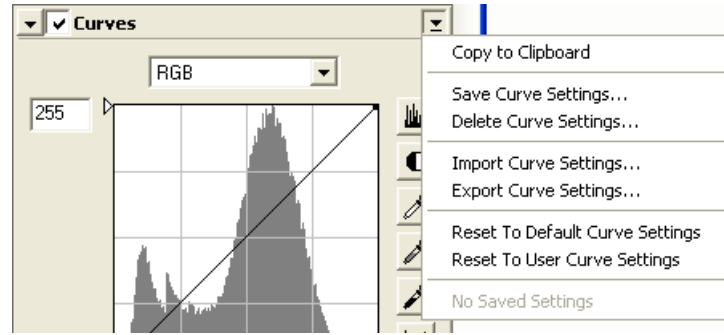 Curves
RGB
255
Copy to Clipboard
Save Curve Settings...
Delete Curve Settings...
Import Curve Settings...
Export Curve Settings...
Reset To Default Curve Settings
Reset To User Curve Settings
No Saved Settings